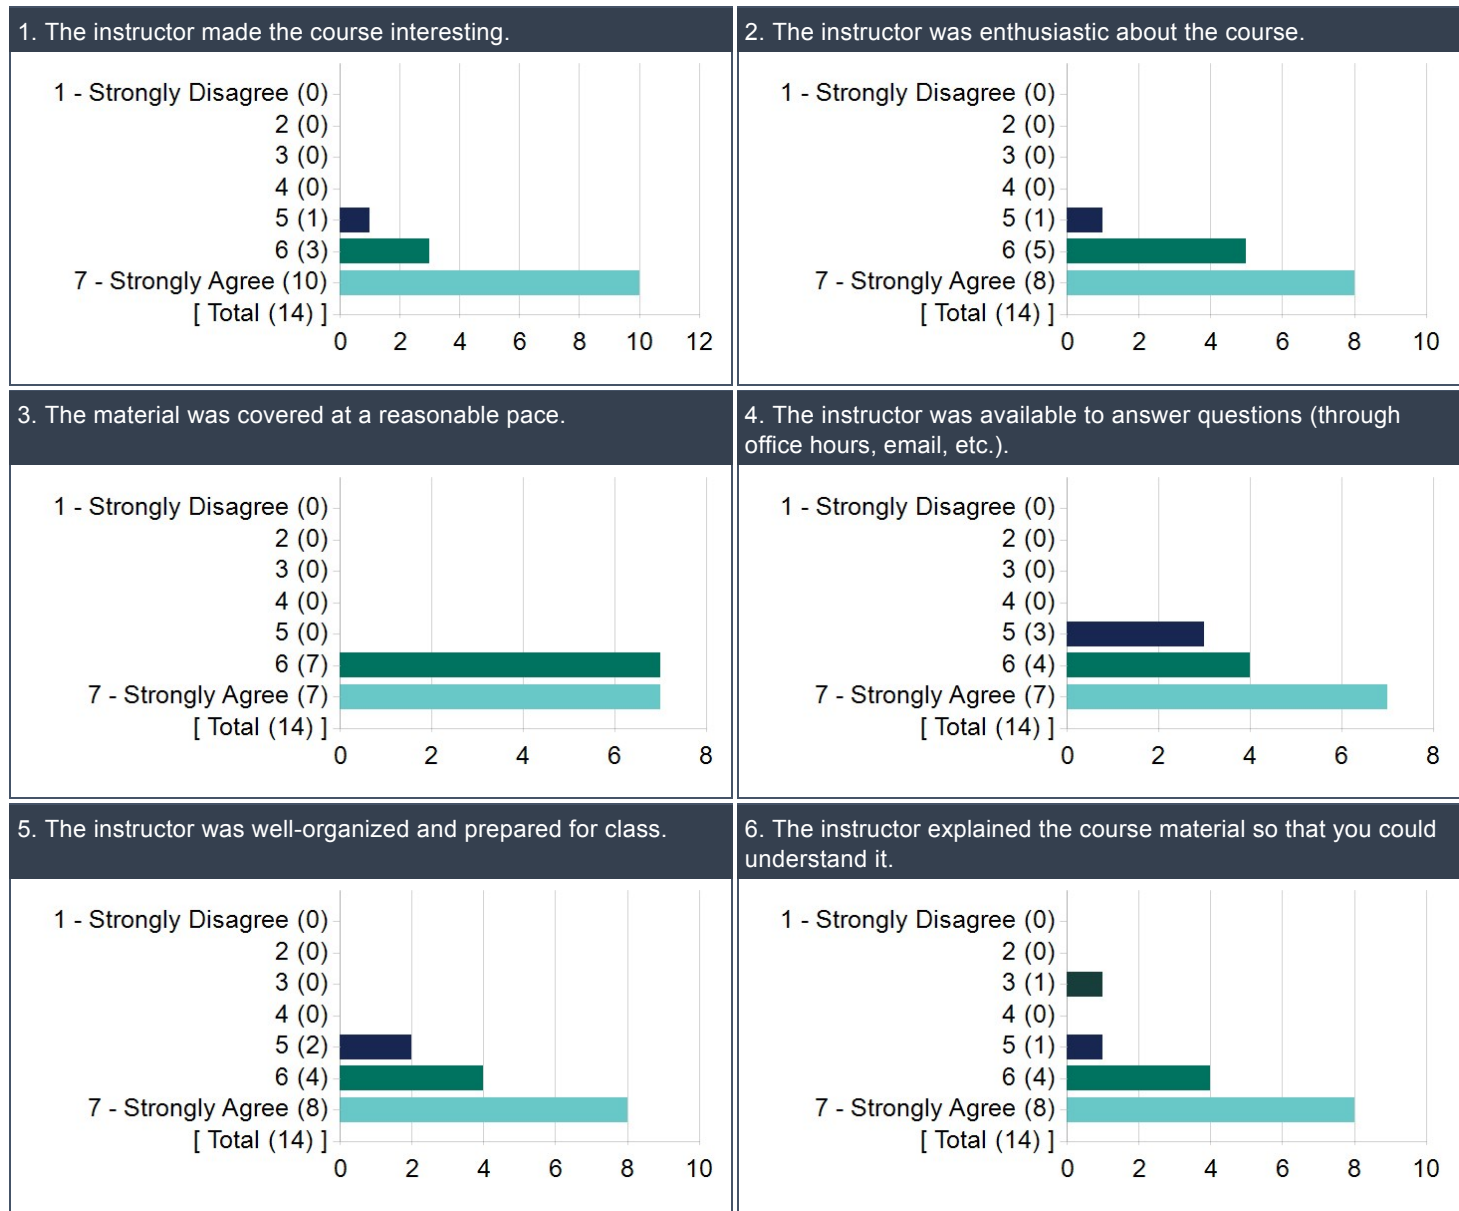 1. The instructor made the course interesting.
1 - Strongly Disagree (0)
2 (0)
3 (0)
4 (0)
5 (1)
6 (3)
7 - Strongly Agree (10)
[ Total (14) ]
0 2 4 6 8 10 12
2. The instructor was enthusiastic about the course.
1 - Strongly Disagree (0)
2 (0)
3 (0)
4 (0)
5 (1)
6 (5)
7 - Strongly Agree (8)
[ Total (14) ]
0 2 4 6 8 10
3. The material was covered at a reasonable pace.
1 - Strongly Disagree (0)
2 (0)
3 (0)
4 (0)
5 (0)
6 (7)
7 - Strongly Agree (7)
[ Total (14) ]
0 2 4 6 8
4. The instructor was available to answer questions (through
office hours, email, etc.).
1 - Strongly Disagree (0)
2 (0)
3 (0)
4 (0)
5 (3)
6 (4)
7 - Strongly Agree (7)
[ Total (14) ]
0 2 4 6 8
5. The instructor was well-organized and prepared for class.
1 - Strongly Disagree (0)
2 (0)
3 (0)
4 (0)
5 (2)
6 (4)
7 - Strongly Agree (8)
[ Total (14) ]
0 2 4 6 8 10
6. The instructor explained the course material so that you could
understand it.
1 - Strongly Disagree (0)
2 (0)
3 (1)
4 (0)
5 (1)
6 (4)
7 - Strongly Agree (8)
[ Total (14) ]
0 2 4 6 8 10